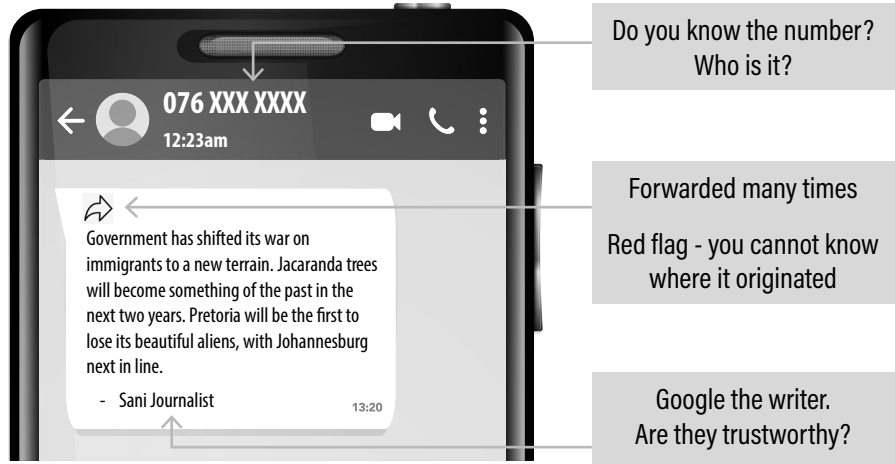 Do you know the number?
Who is it?
076 XXX XXXX
12:23am
Forwarded many times
Red flag - you cannot know
where it originated
Government has shifted its war on
immigrants to a new terrain. Jacaranda trees
will become something of the past in the
next two years. Pretoria will be the first to
lose its beautiful aliens, with Johannesburg
next in line.
- Sani Journalist
13:20
Google the writer.
Are they trustworthy?